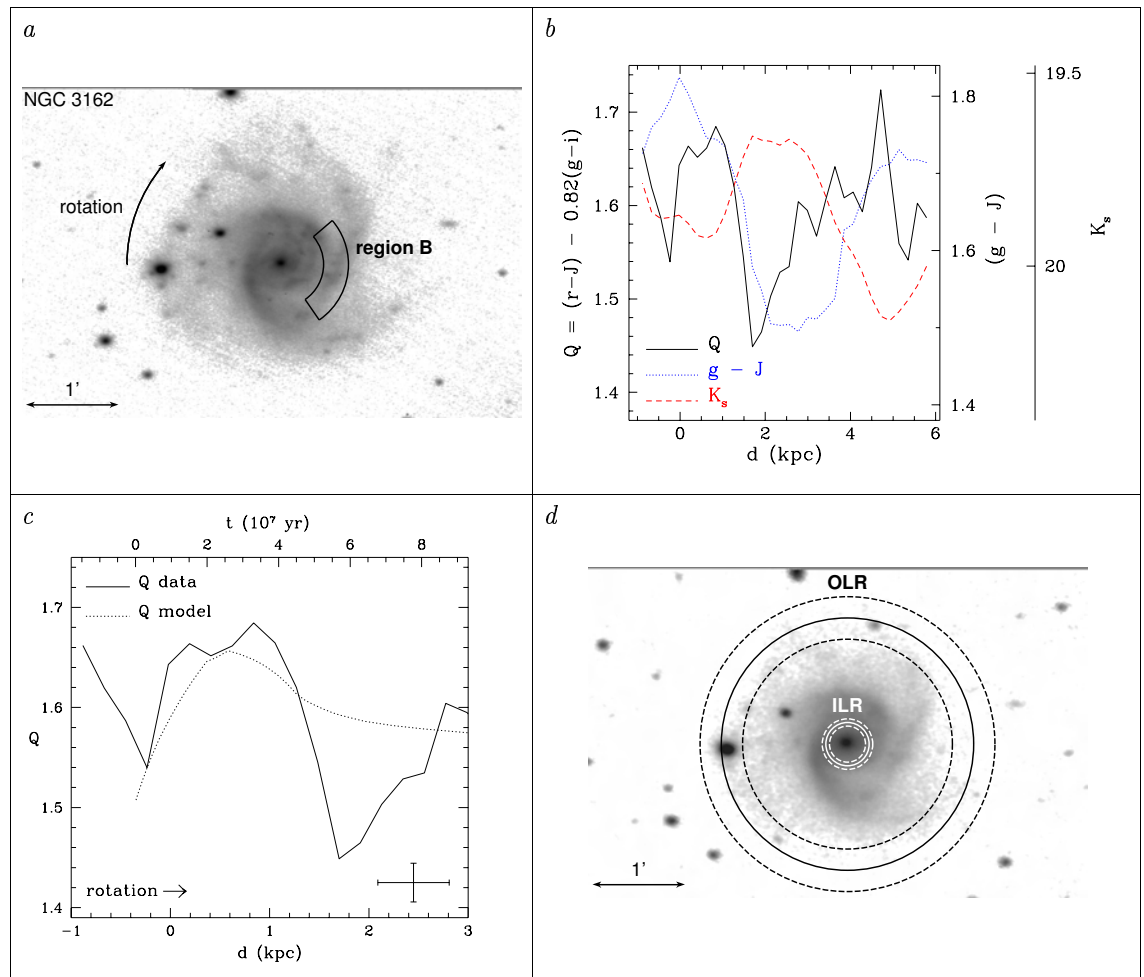 a
NGC 3162
rotation
region B
1'
b
Q = (r-J) - 0.82(g-i)
1.7
1.6
1.5
1.4
Q
g - J
Kₛ
0
2
4
6
d (kpc)
1.8
1.6
1.4
(g - J)
19.5
20
Kₛ
c
t (10⁷ yr)
0
2
4
6
8
Q data
Q model
1.7
1.6
1.5
1.4
Q
rotation
-1
0
1
2
3
d (kpc)
d
OLR
ILR
1'